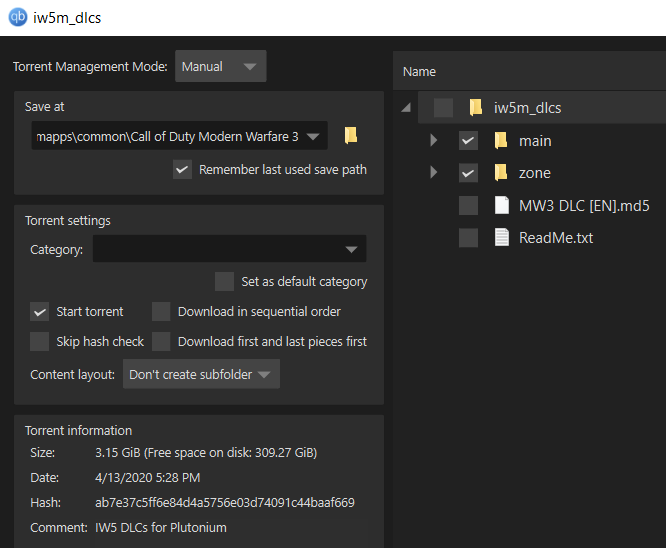 qb iw5m_dlcs
Torrent Management Mode: Manual
Save at
mapps\common\Call of Duty Modern Warfare 3
Remember last used save path
Torrent settings
Category:
Set as default category
Start torrent
Download in sequential order
Skip hash check
Download first and last pieces first
Content layout: Don't create subfolder
Torrent information
Size: 3.15 GiB (Free space on disk: 309.27 GiB)
Date: 4/13/2020 5:28 PM
Hash: ab7e37c5ff6e84d4a5756e03d74091c44baaf669
Comment: IW5 DLCs for Plutonium
Name
iw5m_dlcs
main
zone
MW3 DLC [EN].md5
ReadMe.txt